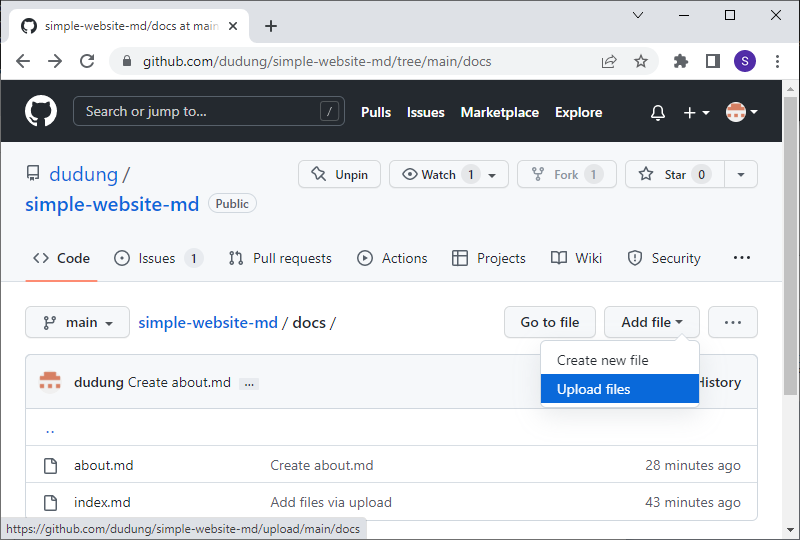 simple-website-md/docs at main
github.com/dudung/simple-website-md/tree/main/docs
S
Search or jump to... /
Pulls Issues Marketplace Explore
dudung /
Unpin Watch 1 Fork 1 Star 0
simple-website-md Public
Code Issues 1 Pull requests Actions Projects Wiki Security
main simple-website-md / docs / Go to file Add file
Create new file
dudung Create about.md ... History
Upload files
..
about.md Create about.md 28 minutes ago
index.md Add files via upload 43 minutes ago
https://github.com/dudung/simple-website-md/upload/main/docs